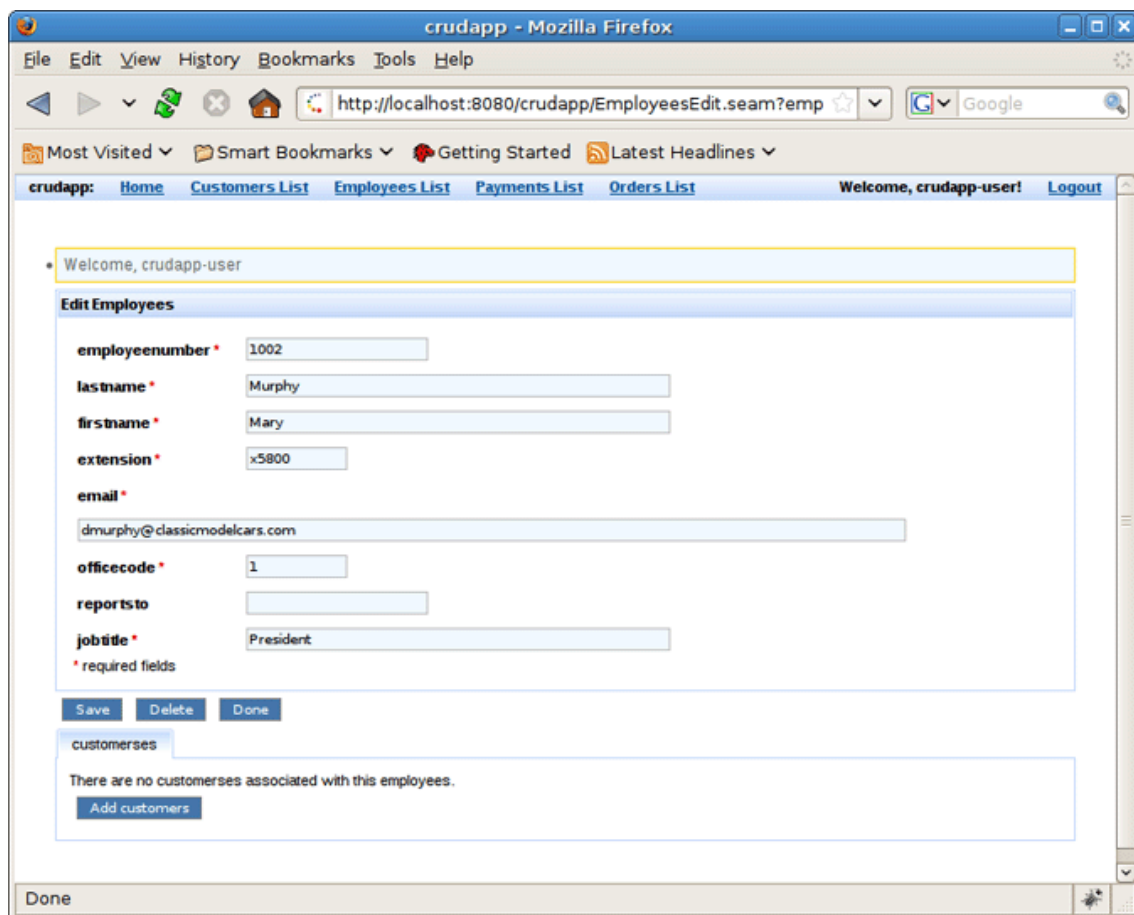 crudapp - Mozilla Firefox
File Edit View History Bookmarks Tools Help
http://localhost:8080/crudapp/EmployeesEdit.seam?emp G Google
Most Visited Smart Bookmarks Getting Started Latest Headlines
crudapp: Home Customers List Employees List Payments List Orders List Welcome, crudapp-user! Logout
Welcome, crudapp-user
Edit Employees
employeenumber * 1002
lastname * Murphy
firstname * Mary
extension * x5800
email *
dmurphy@classicmodelcars.com
officecode * 1
reportsto
jobtitle * President
* required fields
Save Delete Done
customerses
There are no customerses associated with this employees.
Add customers
Done